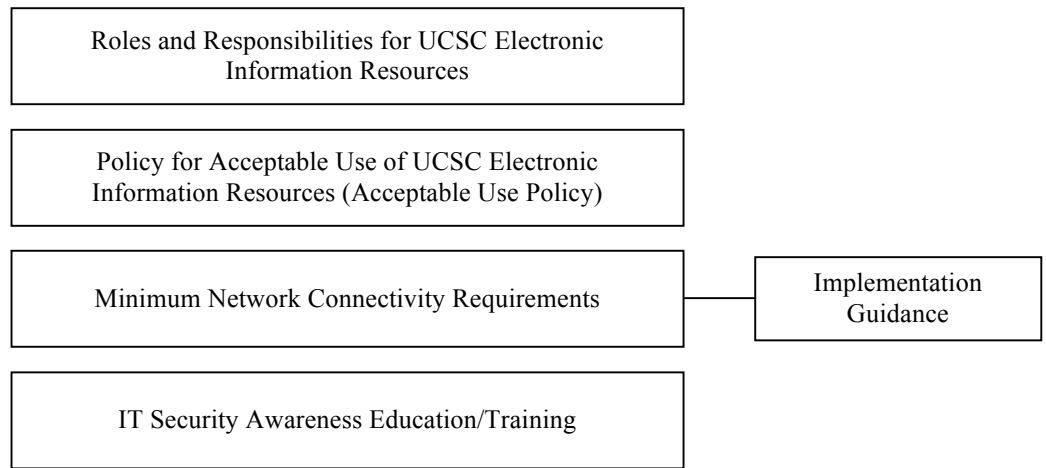 Roles and Responsibilities for UCSC Electronic
Information Resources
Policy for Acceptable Use of UCSC Electronic
Information Resources (Acceptable Use Policy)
Minimum Network Connectivity Requirements
Implementation
Guidance
IT Security Awareness Education/Training